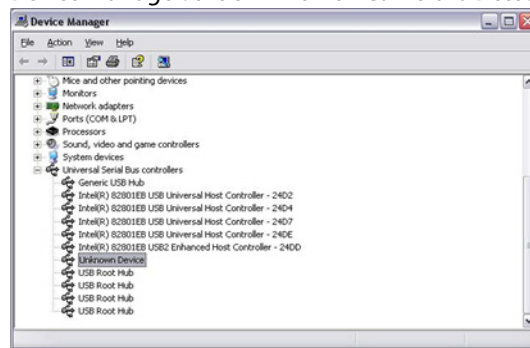 Device Manager
File Action View Help
Mice and other pointing devices
Monitors
Network adapters
Ports (COM & LPT)
Processors
Sound, video and game controllers
System devices
Universal Serial Bus controllers
Generic USB Hub
Intel(R) 82801EB USB Universal Host Controller - 24D2
Intel(R) 82801EB USB Universal Host Controller - 24D4
Intel(R) 82801EB USB Universal Host Controller - 24D7
Intel(R) 82801EB USB Universal Host Controller - 24DE
Intel(R) 82801EB USB2 Enhanced Host Controller - 24DD
Unknown Device
USB Root Hub
USB Root Hub
USB Root Hub
USB Root Hub